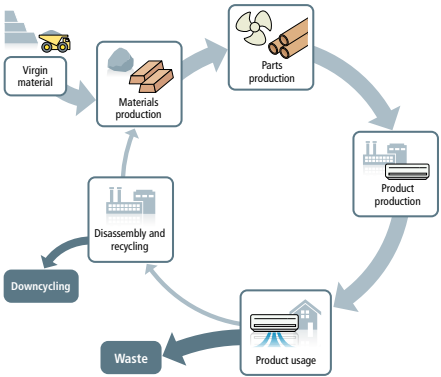 Virgin
material
Materials
production
Parts
production
Product
production
Product usage
Waste
Disassembly and
recycling
Downcycling